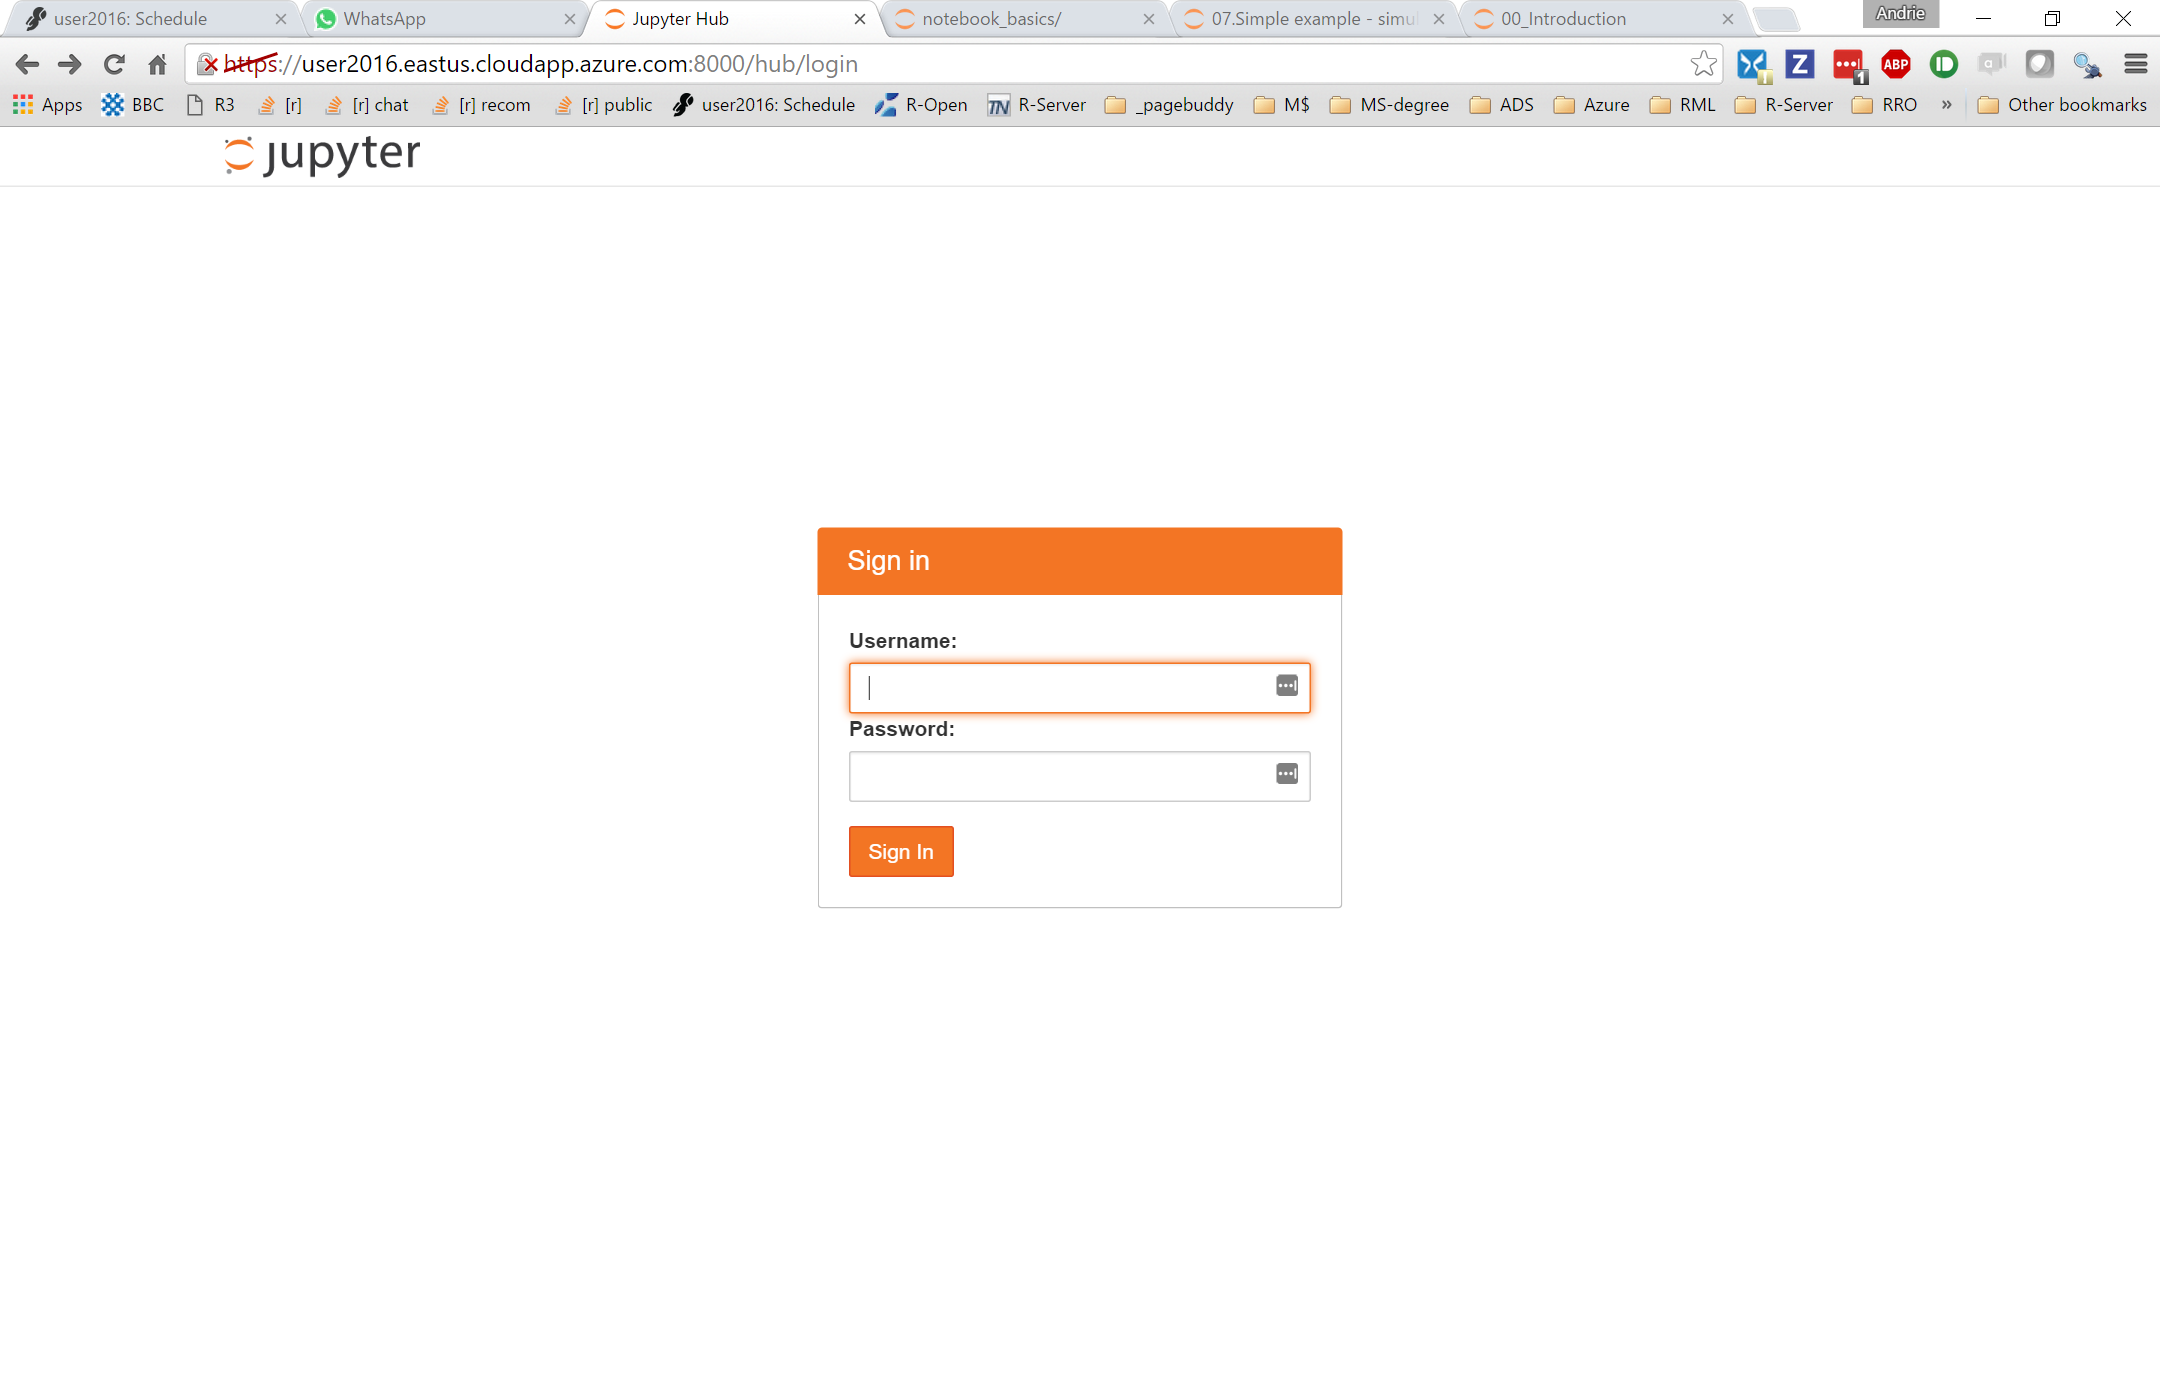 user2016: Schedule
WhatsApp
Jupyter Hub
notebook_basics/
07.Simple example - simu
00_Introduction
Andrie
https://user2016.eastus.cloudapp.azure.com:8000/hub/login
Apps
BBC
R3
[r]
[r] chat
[r] recom
[r] public
user2016: Schedule
R-Open
R-Server
_pagebuddy
M$
MS-degree
ADS
Azure
RML
R-Server
RRO
»
Other bookmarks
jupyter
Sign in
Username:
Password:
Sign In